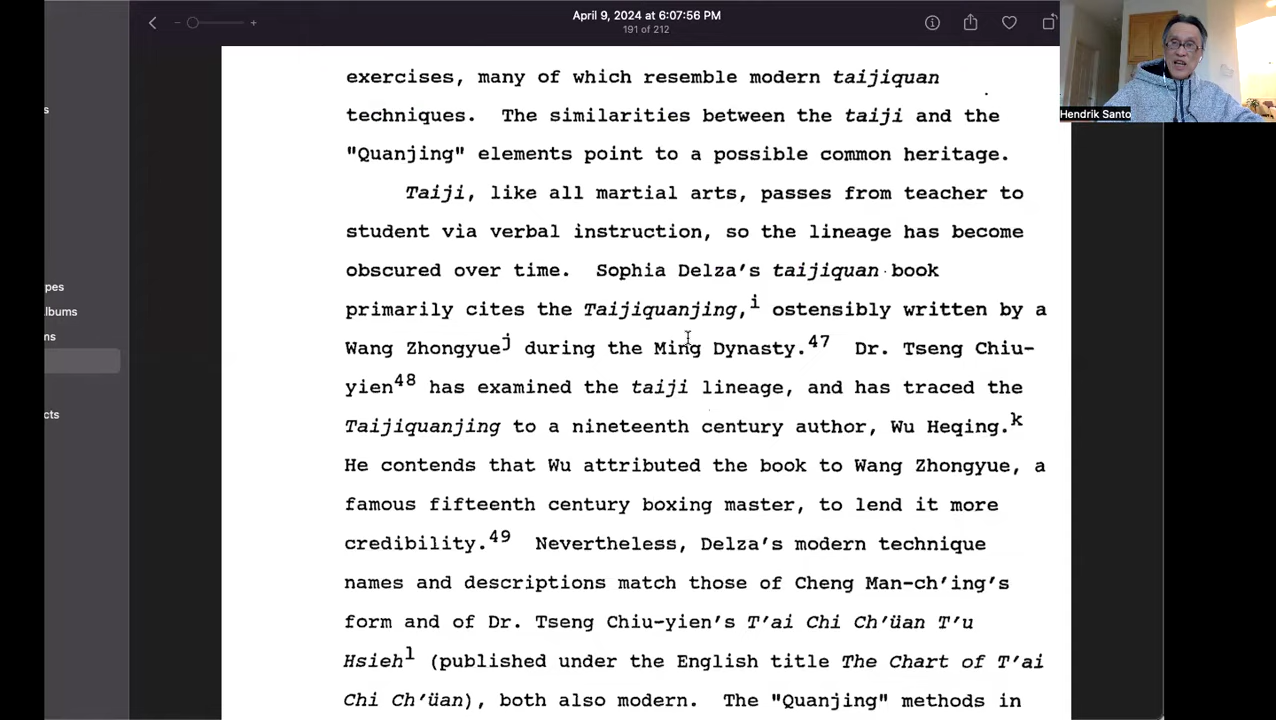 April 9, 2024 at 6:07:56 PM
191 of 212
Hendrik Santo
s
pes
lbums
ns
cts
exercises, many of which resemble modern taijiquan
techniques. The similarities between the taiji and the
"Quanjing" elements point to a possible common heritage.
Taiji, like all martial arts, passes from teacher to
student via verbal instruction, so the lineage has become
obscured over time. Sophia Delza's taijiquan book
primarily cites the Taijiquanjing,i ostensibly written by a
Wang Zhongyuej during the Ming Dynasty.47 Dr. Tseng Chiu-
yien48 has examined the taiji lineage, and has traced the
Taijiquanjing to a nineteenth century author, Wu Heqing.k
He contends that Wu attributed the book to Wang Zhongyue, a
famous fifteenth century boxing master, to lend it more
credibility.49 Nevertheless, Delza's modern technique
names and descriptions match those of Cheng Man-ch'ing's
form and of Dr. Tseng Chiu-yien's T'ai Chi Ch'üan T'u
Hsiehl (published under the English title The Chart of T'ai
Chi Ch'üan), both also modern. The "Quanjing" methods in